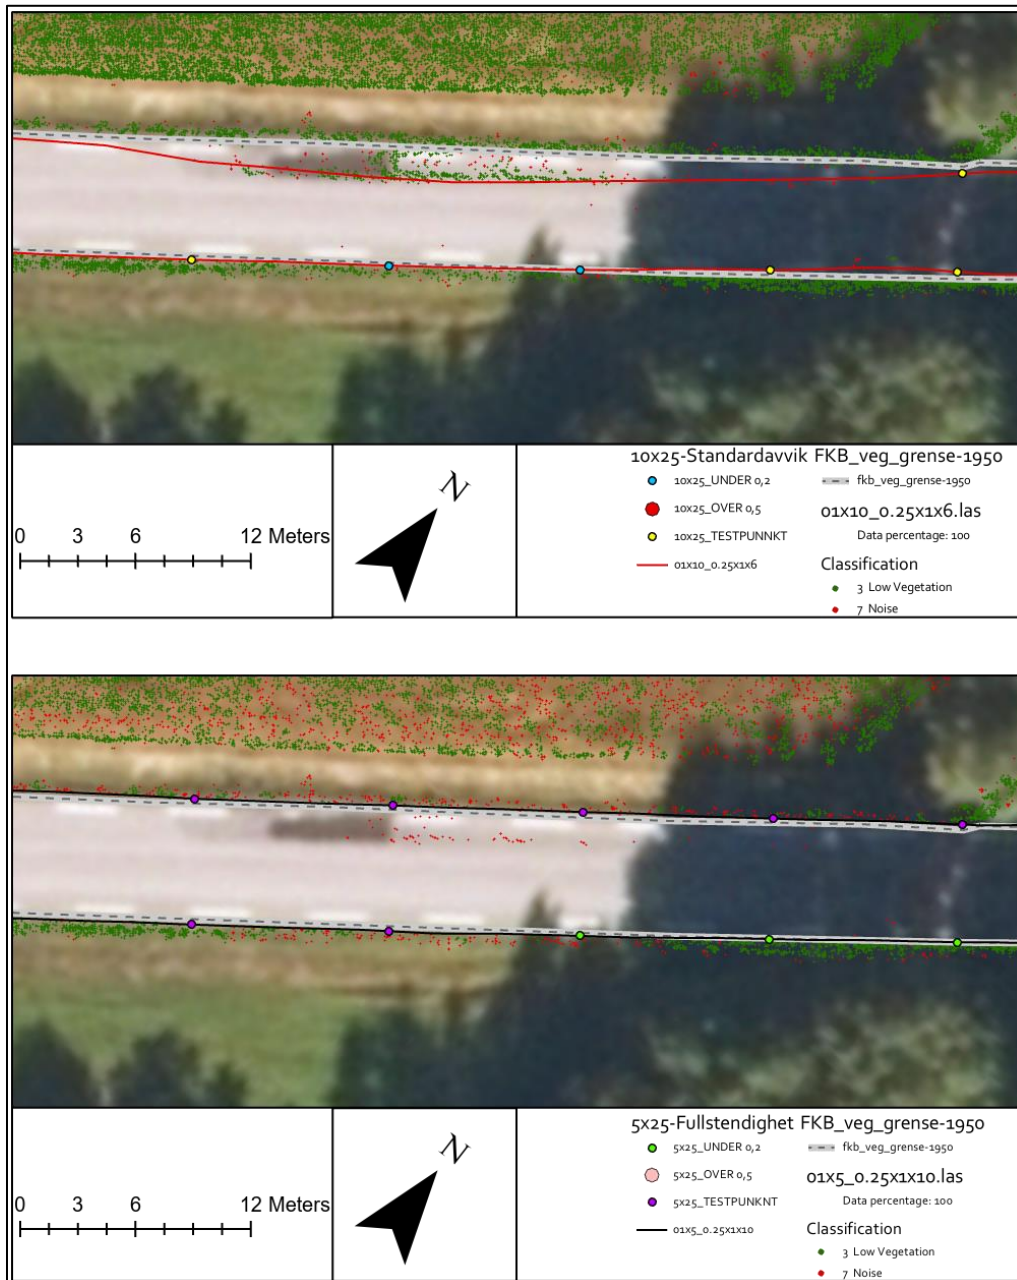 0 3 6 12 Meters
N
10x25-Standardavvik FKB_veg_grense-1950
10x25_UNDER 0,2 fkb_veg_grense-1950
10x25_OVER 0,5 01x10_0.25x1x6.las
10x25_TESTPUNNKT Data percentage: 100
01x10_0.25x1x6 Classification
3 Low Vegetation
7 Noise
0 3 6 12 Meters
N
5x25-Fullstendighet FKB_veg_grense-1950
5x25_UNDER 0,2 fkb_veg_grense-1950
5x25_OVER 0,5 01x5_0.25x1x10.las
5x25_TESTPUNKNT Data percentage: 100
01x5_0.25x1x10 Classification
3 Low Vegetation
7 Noise